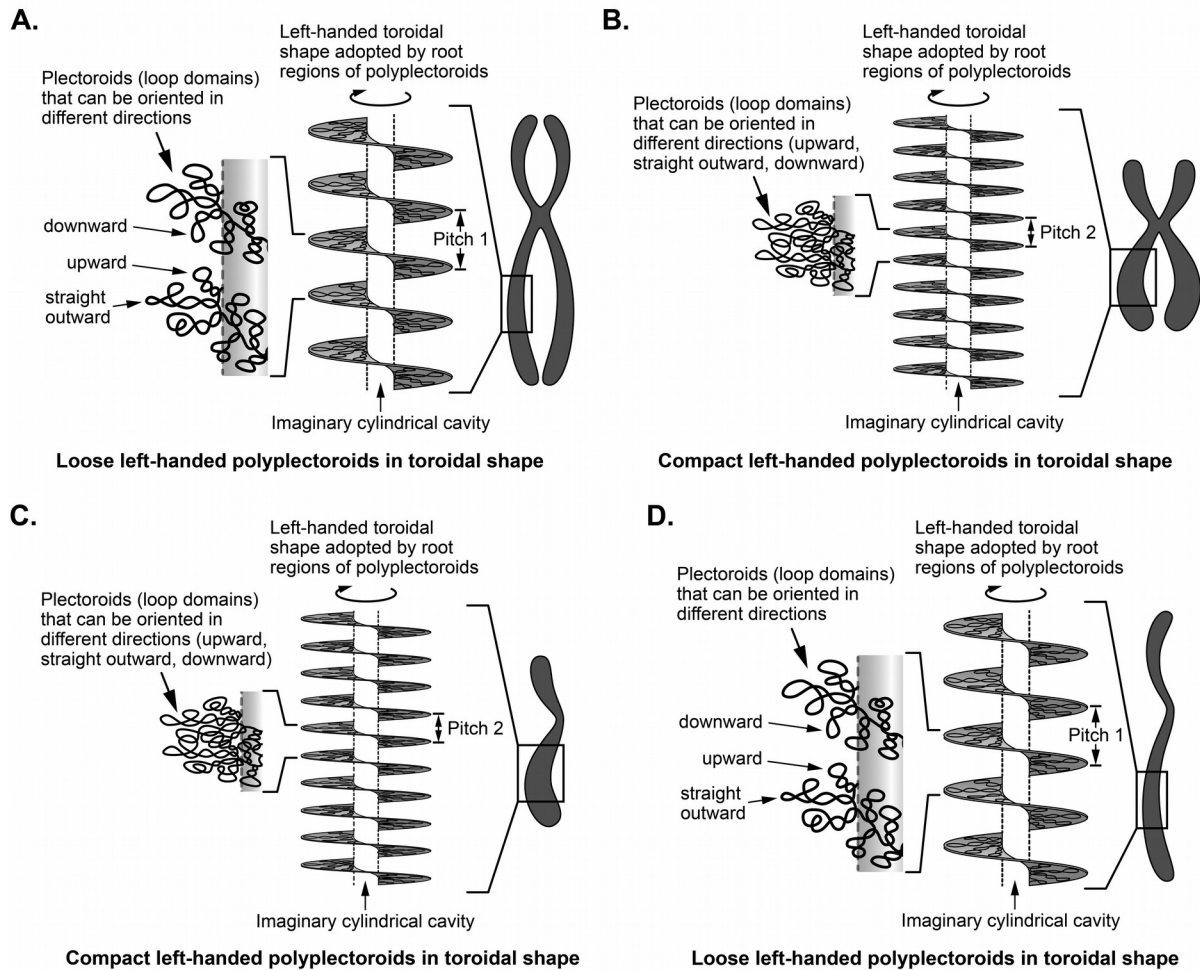 A.
Left-handed toroidal
shape adopted by root
regions of polyplectoroids
Plectoroids (loop domains)
that can be oriented in
different directions
downward
upward
straight
outward
Pitch 1
Imaginary cylindrical cavity
Loose left-handed polyplectoroids in toroidal shape
B.
Left-handed toroidal
shape adopted by root
regions of polyplectoroids
Plectoroids (loop domains)
that can be oriented in
different directions (upward,
straight outward, downward)
Pitch 2
Imaginary cylindrical cavity
Compact left-handed polyplectoroids in toroidal shape
C.
Left-handed toroidal
shape adopted by root
regions of polyplectoroids
Plectoroids (loop domains)
that can be oriented in
different directions (upward,
straight outward, downward)
Pitch 2
Imaginary cylindrical cavity
Compact left-handed polyplectoroids in toroidal shape
D.
Left-handed toroidal
shape adopted by root
regions of polyplectoroids
Plectoroids (loop domains)
that can be oriented in
different directions
downward
upward
straight
outward
Pitch 1
Imaginary cylindrical cavity
Loose left-handed polyplectoroids in toroidal shape